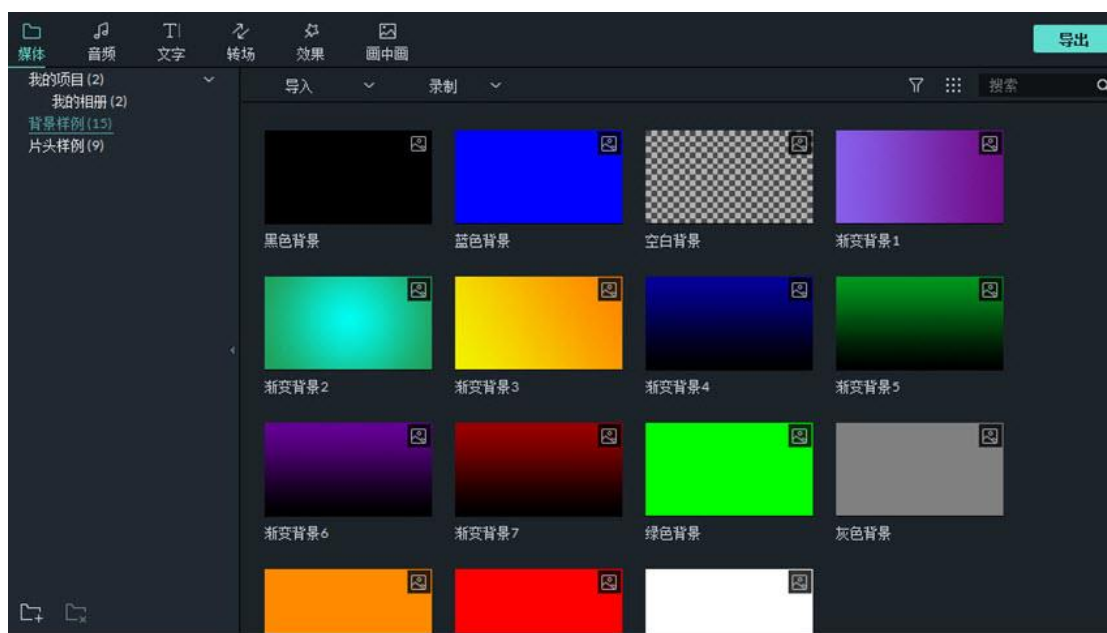 媒体 音频 文字 转场 效果 画中画 导出
我的项目(2)
我的相册(2)
背景样例(15)
片头样例(9)
导入 录制 搜索
黑色背景 蓝色背景 空白背景 渐变背景1
渐变背景2 渐变背景3 渐变背景4 渐变背景5
渐变背景6 渐变背景7 绿色背景 灰色背景